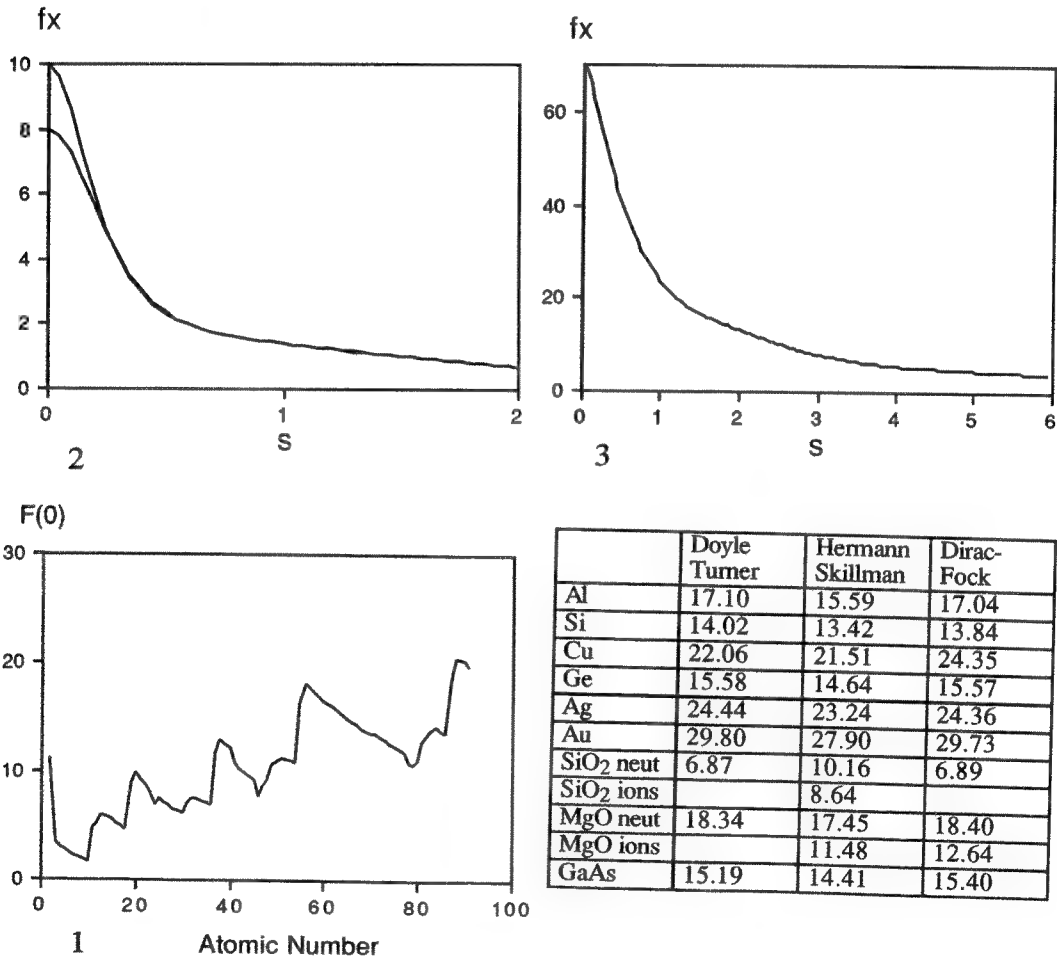 fx
10
8
6
4
2
0
0 1 2
S
2
fx
60
40
20
0
0 1 2 3 4 5 6
S
3
F(0)
30
20
10
0
0 20 40 60 80 100
1 Atomic Number
Doyle Turner Hermann Skillman Dirac-Fock
Al 17.10 15.59 17.04
Si 14.02 13.42 13.84
Cu 22.06 21.51 24.35
Ge 15.58 14.64 15.57
Ag 24.44 23.24 24.36
Au 29.80 27.90 29.73
SiO2 neut 6.87 10.16 6.89
SiO2 ions 8.64
MgO neut 18.34 17.45 18.40
MgO ions 11.48 12.64
GaAs 15.19 14.41 15.40